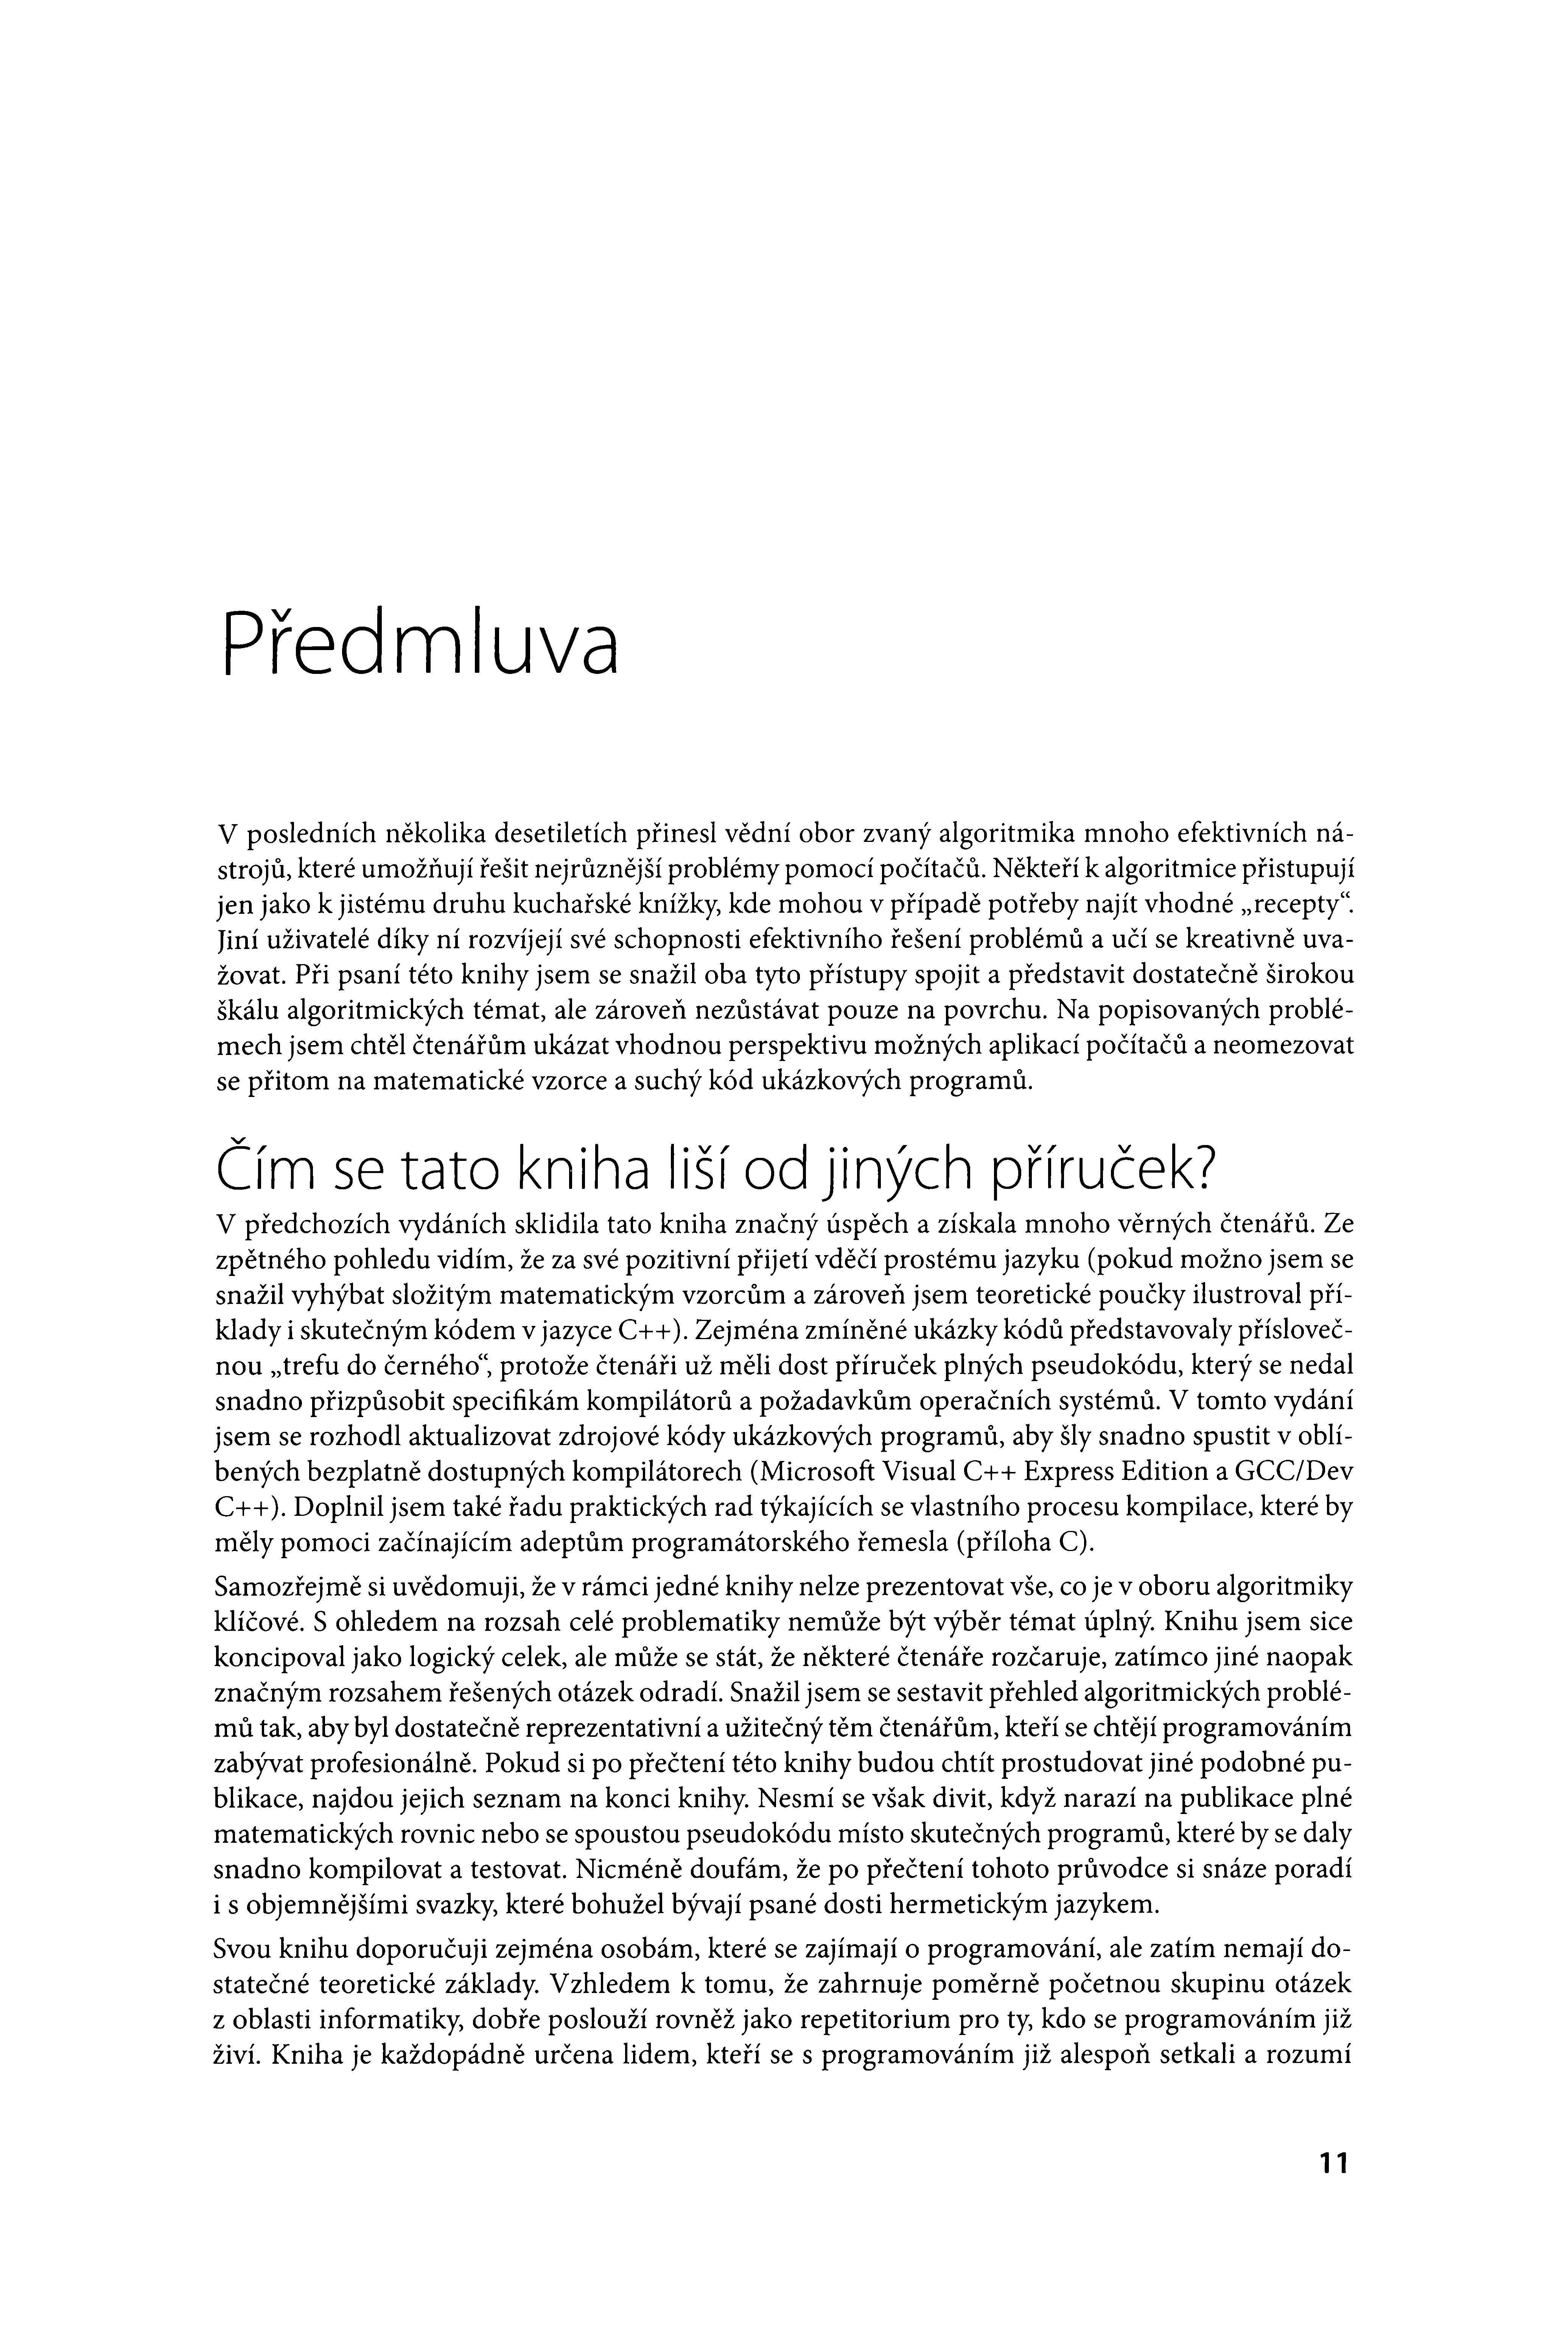 Předmluva
V posledních několika desetiletích přinesl vědní obor zvaný algoritmika mnoho efektivních ná-
strojů, které umožňují řešit nejrůznější problémy pomocí počítačů. Někteří k algoritmice přistupují
jen jako k jistému druhu kuchařské knížky, kde mohou v případě potřeby najít vhodné „recepty“.
Jiní uživatelé díky ní rozvíjejí své schopnosti efektivního řešení problémů a učí se kreativně uva-
žovat. Při psaní této knihy jsem se snažil oba tyto přístupy spojit a představit dostatečně širokou
škálu algoritmických témat, ale zároveň nezůstávat pouze na povrchu. Na popisovaných problé-
mech jsem chtěl čtenářům ukázat vhodnou perspektivu možných aplikací počítačů a neomezovat
se přitom na matematické vzorce a suchý kód ukázkových programů.
Čím se tato kniha liší od jiných příruček?
V předchozích vydáních sklidila tato kniha značný úspěch a získala mnoho věrných čtenářů. Ze
zpětného pohledu vidím, že za své pozitivní přijetí vděčí prostému jazyku (pokud možno jsem se
snažil vyhýbat složitým matematickým vzorcům a zároveň jsem teoretické poučky ilustroval pří-
klady i skutečným kódem v jazyce C++). Zejména zmíněné ukázky kódů představovaly přísloveč-
nou „trefu do černého“, protože čtenáři už měli dost příruček plných pseudokódu, který se nedal
snadno přizpůsobit specifikám kompilátorů a požadavkům operačních systémů. V tomto vydání
jsem se rozhodl aktualizovat zdrojové kódy ukázkových programů, aby šly snadno spustit v oblí-
bených bezplatně dostupných kompilátorech (Microsoft Visual C++ Express Edition a GCC/Dev
C++). Doplnil jsem také řadu praktických rad týkajících se vlastního procesu kompilace, které by
měly pomoci začínajícím adeptům programátorského řemesla (příloha C).
Samozřejmě si uvědomuji, že v rámci jedné knihy nelze prezentovat vše, co je v oboru algoritmiky
klíčové. S ohledem na rozsah celé problematiky nemůže být výběr témat úplný. Knihu jsem sice
koncipoval jako logický celek, ale může se stát, že některé čtenáře rozčaruje, zatímco jiné naopak
značným rozsahem řešených otázek odradí. Snažil jsem se sestavit přehled algoritmických problé-
mů tak, aby byl dostatečně reprezentativní a užitečný těm čtenářům, kteří se chtějí programováním
zabývat profesionálně. Pokud si po přečtení této knihy budou chtít prostudovat jiné podobné pu-
blikace, najdou jejich seznam na konci knihy. Nesmí se však divit, když narazí na publikace plné
matematických rovnic nebo se spoustou pseudokódu místo skutečných programů, které by se daly
snadno kompilovat a testovat. Nicméně doufám, že po přečtení tohoto průvodce si snáze poradí
i s objemnějšími svazky, které bohužel bývají psané dosti hermetickým jazykem.
Svou knihu doporučuji zejména osobám, které se zajímají o programování, ale zatím nemají do-
statečné teoretické základy. Vzhledem k tomu, že zahrnuje poměrně početnou skupinu otázek
z oblasti informatiky, dobře poslouží rovněž jako repetitorium pro ty, kdo se programováním již
živí. Kniha je každopádně určena lidem, kteří se s programováním již alespoň setkali a rozumí
11